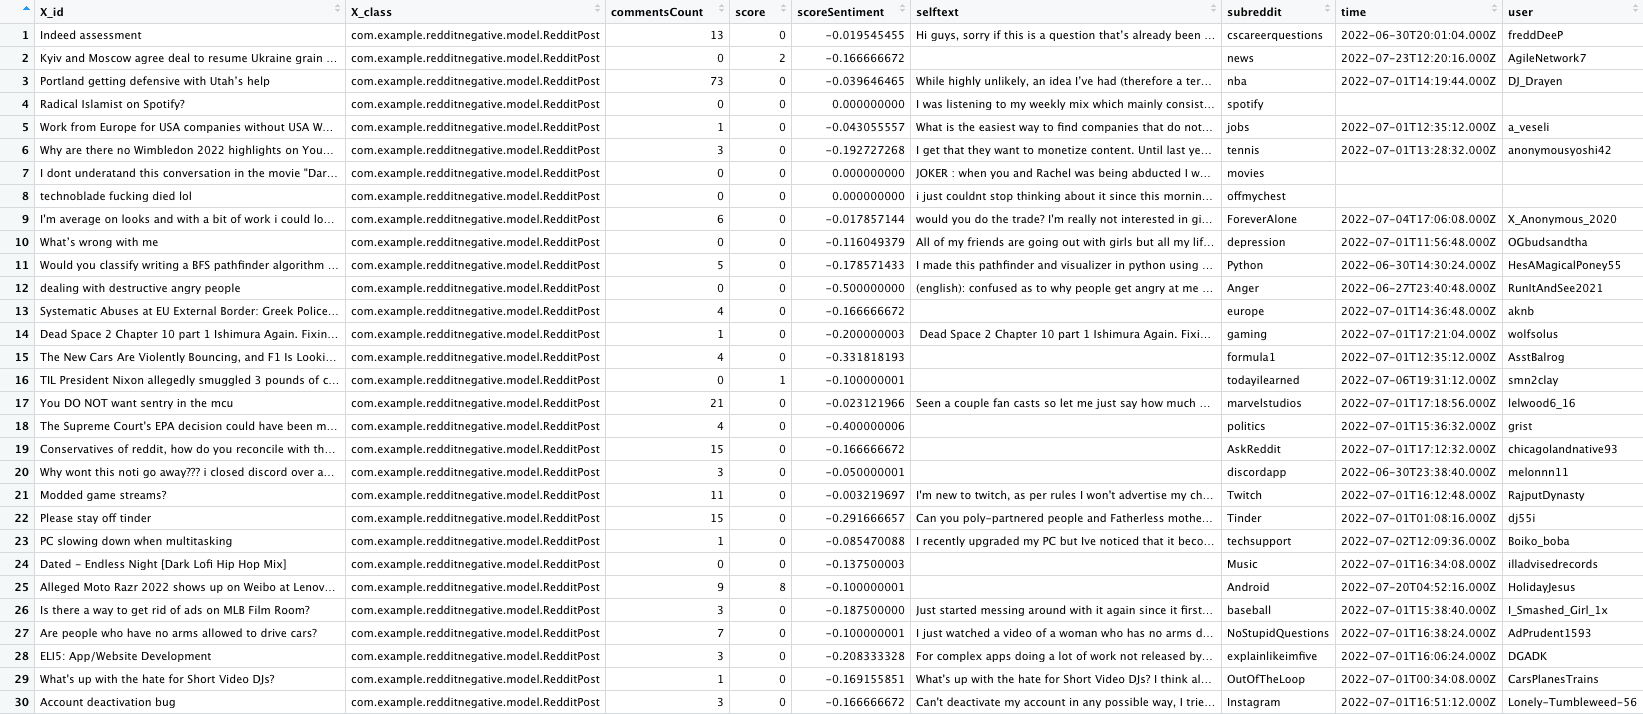 X_id X_class commentsCount score scoreSentiment selftext subreddit time user
1 Indeed assessment com.example.redditnegative.model.RedditPost 13 0 -0.019545455 Hi guys, sorry if this is a question that's already been ... cscareerquestions 2022-06-30T20:01:04.000Z freddDeeP
2 Kyiv and Moscow agree deal to resume Ukraine grain ... com.example.redditnegative.model.RedditPost 0 2 -0.166666672 news 2022-07-23T12:20:16.000Z AgileNetwork7
3 Portland getting defensive with Utah's help com.example.redditnegative.model.RedditPost 73 0 -0.039646465 While highly unlikely, an idea I've had (therefore a ter... nba 2022-07-01T14:19:44.000Z DJ_Drayen
4 Radical Islamist on Spotify? com.example.redditnegative.model.RedditPost 0 0 0.000000000 I was listening to my weekly mix which mainly consist... spotify
5 Work from Europe for USA companies without USA W... com.example.redditnegative.model.RedditPost 1 0 -0.043055557 What is the easiest way to find companies that do not... jobs 2022-07-01T12:35:12.000Z a_veseli
6 Why are there no Wimbledon 2022 highlights on You... com.example.redditnegative.model.RedditPost 3 0 -0.192727268 I get that they want to monetize content. Until last ye... tennis 2022-07-01T13:28:32.000Z anonymousyoshi42
7 I dont understand this conversation in the movie "Dar... com.example.redditnegative.model.RedditPost 0 0 0.000000000 JOKER : when you and Rachel was being abducted I w... movies
8 technoblade fucking died lol com.example.redditnegative.model.RedditPost 0 0 0.000000000 i just couldnt stop thinking about it since this mornin... offmychest
9 I'm average on looks and with a bit of work i could lo... com.example.redditnegative.model.RedditPost 6 0 -0.017857144 would you do the trade? I'm really not interested in gi... ForeverAlone 2022-07-04T17:06:08.000Z X_Anonymous_2020
10 What's wrong with me com.example.redditnegative.model.RedditPost 0 0 -0.116049379 All of my friends are going out with girls but all my lif... depression 2022-07-01T11:56:48.000Z OGbudsandtha
11 Would you classify writing a BFS pathfinder algorithm ... com.example.redditnegative.model.RedditPost 5 0 -0.178571433 I made this pathfinder and visualizer in python using ... Python 2022-06-30T14:30:24.000Z HesAMagicalPoney55
12 dealing with destructive angry people com.example.redditnegative.model.RedditPost 0 0 -0.500000000 (english): confused as to why people get angry at me ... Anger 2022-06-27T23:40:48.000Z RunItAndSee2021
13 Systematic Abuses at EU External Border: Greek Police... com.example.redditnegative.model.RedditPost 4 0 -0.166666672 europe 2022-07-01T14:36:48.000Z aknb
14 Dead Space 2 Chapter 10 part 1 Ishimura Again. Fixin... com.example.redditnegative.model.RedditPost 1 0 -0.200000003 Dead Space 2 Chapter 10 part 1 Ishimura Again. Fixi... gaming 2022-07-01T17:21:04.000Z wolfsolus
15 The New Cars Are Violently Bouncing, and F1 Is Looki... com.example.redditnegative.model.RedditPost 4 0 -0.331818193 formula1 2022-07-01T12:35:12.000Z AsstBalrog
16 TIL President Nixon allegedly smuggled 3 pounds of c... com.example.redditnegative.model.RedditPost 0 1 -0.100000001 todayilearned 2022-07-06T19:31:12.000Z smn2clay
17 You DO NOT want sentry in the mcu com.example.redditnegative.model.RedditPost 21 0 -0.023121966 Seen a couple fan casts so let me just say how much ... marvelstudios 2022-07-01T17:18:56.000Z lelwood6_16
18 The Supreme Court's EPA decision could have been m... com.example.redditnegative.model.RedditPost 4 0 -0.400000006 politics 2022-07-01T15:36:32.000Z grist
19 Conservatives of reddit, how do you reconcile with th... com.example.redditnegative.model.RedditPost 15 0 -0.166666672 AskReddit 2022-07-01T17:12:32.000Z chicagolandnative93
20 Why wont this noti go away??? i closed discord over a... com.example.redditnegative.model.RedditPost 3 0 -0.050000001 discordapp 2022-06-30T23:38:40.000Z melonnn11
21 Modded game streams? com.example.redditnegative.model.RedditPost 11 0 -0.003219697 I'm new to twitch, as per rules I won't advertise my ch... Twitch 2022-07-01T16:12:48.000Z RajputDynasty
22 Please stay off tinder com.example.redditnegative.model.RedditPost 15 0 -0.291666657 Can you poly-partnered people and Fatherless mothe... Tinder 2022-07-01T01:08:16.000Z dj55i
23 PC slowing down when multitasking com.example.redditnegative.model.RedditPost 1 0 -0.085470088 I recently upgraded my PC but Ive noticed that it beco... techsupport 2022-07-02T12:09:36.000Z Boiko_boba
24 Dated - Endless Night [Dark Lofi Hip Hop Mix] com.example.redditnegative.model.RedditPost 0 0 -0.137500003 Music 2022-07-01T16:34:08.000Z illadvisedrecords
25 Alleged Moto Razr 2022 shows up on Weibo at Lenov... com.example.redditnegative.model.RedditPost 9 8 -0.100000001 Android 2022-07-20T04:52:16.000Z HolidayJesus
26 Is there a way to get rid of ads on MLB Film Room? com.example.redditnegative.model.RedditPost 3 0 -0.187500000 Just started messing around with it again since it first... baseball 2022-07-01T15:38:40.000Z I_Smashed_Girl_1x
27 Are people who have no arms allowed to drive cars? com.example.redditnegative.model.RedditPost 7 0 -0.100000001 I just watched a video of a woman who has no arms d... NoStupidQuestions 2022-07-01T16:38:24.000Z AdPrudent1593
28 ELI5: App/Website Development com.example.redditnegative.model.RedditPost 3 0 -0.208333328 For complex apps doing a lot of work not released by... explainlikeimfive 2022-07-01T16:06:24.000Z DGADK
29 What's up with the hate for Short Video DJs? com.example.redditnegative.model.RedditPost 1 0 -0.169155851 What's up with the hate for Short Video DJs? I think al... OutOfTheLoop 2022-07-01T00:34:08.000Z CarsPlanesTrains
30 Account deactivation bug com.example.redditnegative.model.RedditPost 3 0 -0.166666672 Can't deactivate my account in any possible way, I trie... Instagram 2022-07-01T16:51:12.000Z Lonely-Tumbleweed-56